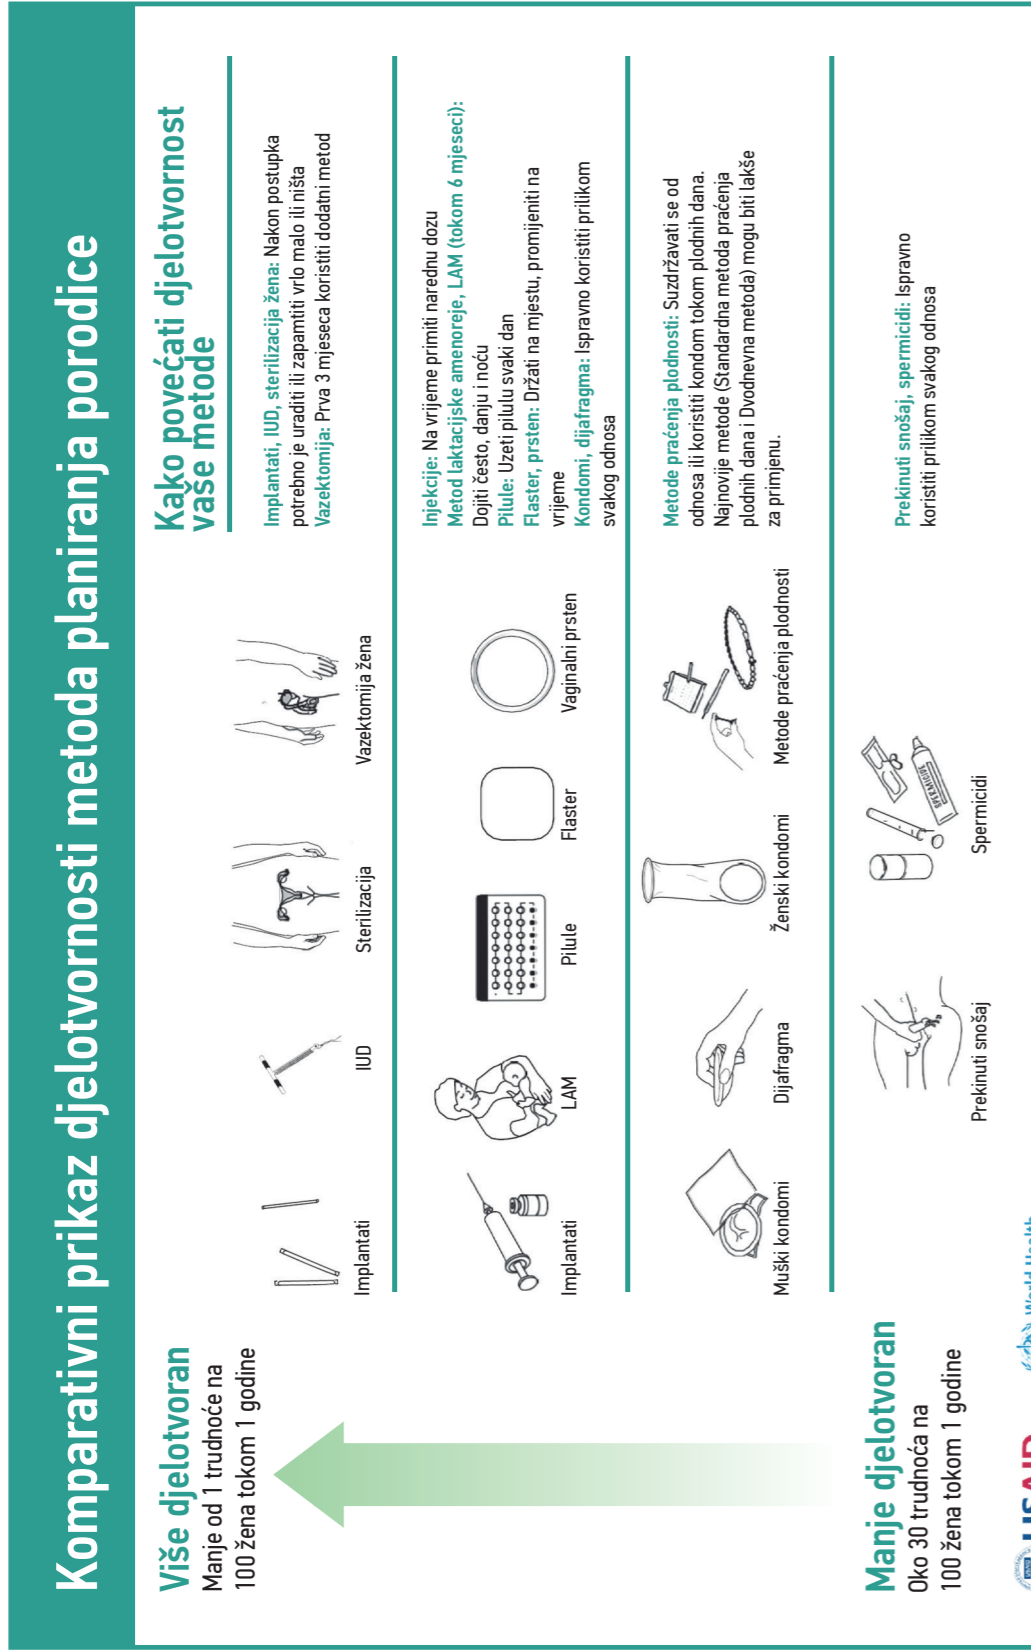 Komparativni prikaz djelotvornosti metoda planiranja porodice
Više djelotvoran
Manje od 1 trudnoće na
100 žena tokom 1 godine
Manje djelotvoran
Oko 30 trudnoća na
100 žena tokom 1 godine
Implantati
IUD
Sterilizacija
Vazektomija žena
Implantati
LAM
Pilule
Flaster
Vaginalni prsten
Muški kondomi
Dijafragma
Ženski kondomi
Metode praćenja plodnosti
Prekinuti snošaj
Spermicidi
SPERMICIDE
Kako povećati djelotvornost
vaše metode
Implantati, IUD, sterilizacija žena: Nakon postupka
potrebno je uraditi ili zapamtiti vrlo malo ili ništa
Vazektomija: Prva 3 mjeseca koristiti dodatni metod
Injekcije: Na vrijeme primiti narednu dozu
Metod laktacijske amenoreje, LAM (tokom 6 mjeseci):
Dojiti često, danju i noću
Pilule: Uzeti pilulu svaki dan
Flaster, prsten: Držati na mjestu, promijeniti na
vrijeme
Kondomi, dijafragma: Ispravno koristiti prilikom
svakog odnosa
Metode praćenja plodnosti: Suzdržavati se od
odnosa ili koristiti kondom tokom plodnih dana.
Najnovije metode (Standardna metoda praćenja
plodnih dana i Dvodnevna metoda) mogu biti lakše
za primjenu.
Prekinuti snošaj, spermicidi: Ispravno
koristiti prilikom svakog odnosa
USAID
World Health